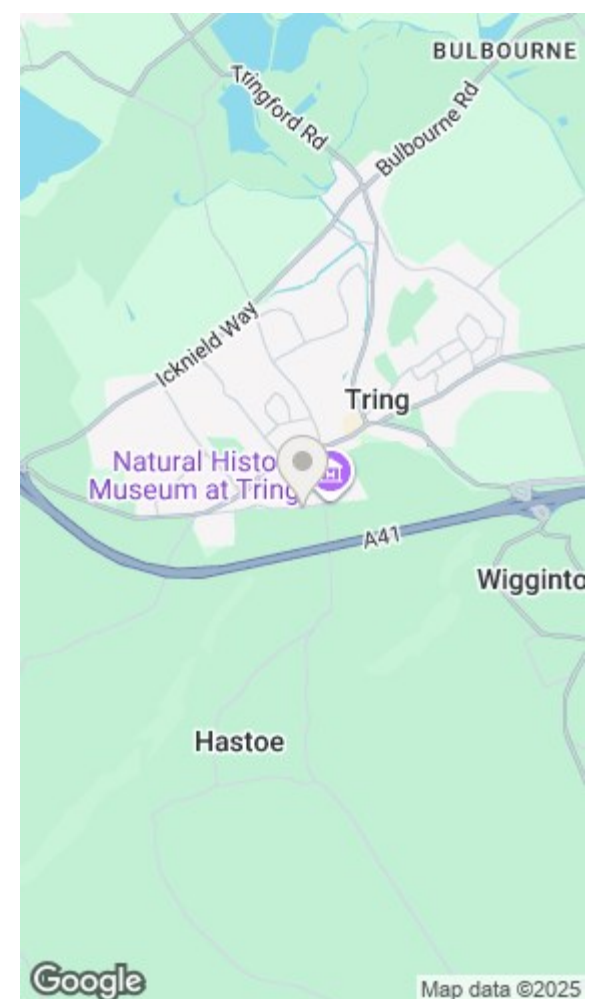 BULBOURNE
Tringford Rd
Bulbourne Rd
Icknield Way
Tring
Natural Histo
Museum at Tring
A41
Wigginto
Hastoe
Google
Map data ©2025